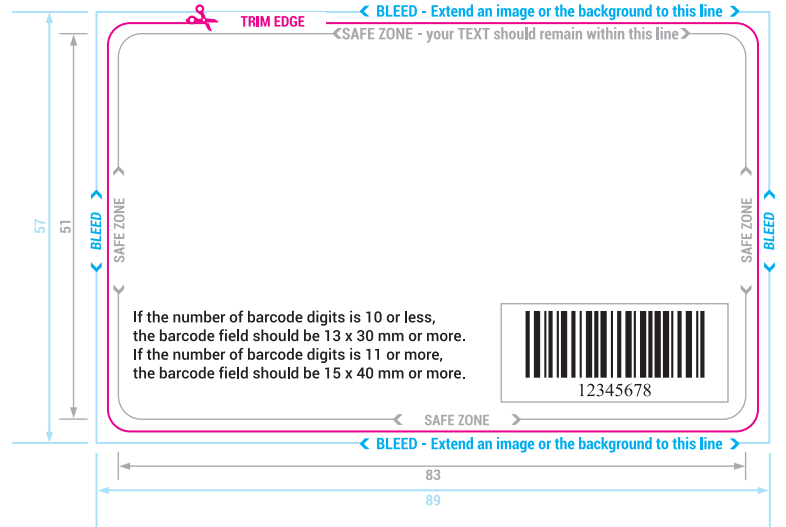 BLEED - Extend an image or the background to this line
TRIM EDGE
SAFE ZONE - your TEXT should remain within this line
57
51
BLEED
SAFE ZONE
SAFE ZONE
BLEED
If the number of barcode digits is 10 or less,
the barcode field should be 13 x 30 mm or more.
If the number of barcode digits is 11 or more,
the barcode field should be 15 x 40 mm or more.
12345678
SAFE ZONE
BLEED - Extend an image or the background to this line
83
89